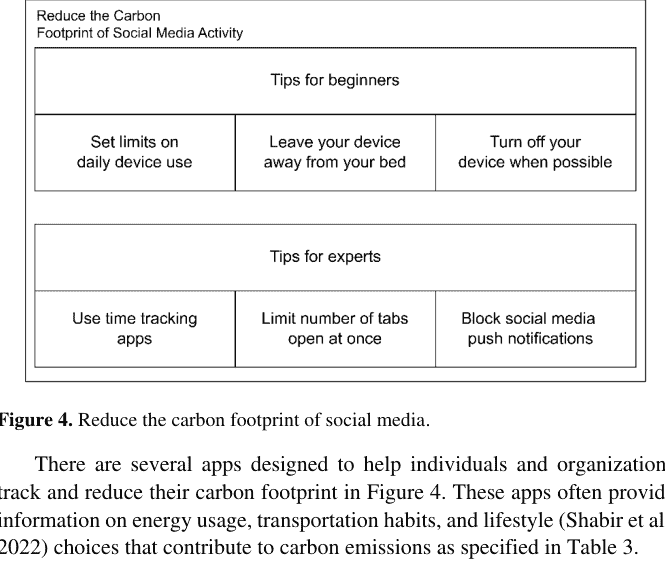 Reduce the Carbon
Footprint of Social Media Activity
Tips for beginners
Set limits on daily device use
Leave your device away from your bed
Turn off your device when possible
Tips for experts
Use time tracking apps
Limit number of tabs open at once
Block social media push notifications
Figure 4. Reduce the carbon footprint of social media.
There are several apps designed to help individuals and organization
track and reduce their carbon footprint in Figure 4. These apps often provid
information on energy usage, transportation habits, and lifestyle (Shabir et al
2022) choices that contribute to carbon emissions as specified in Table 3.